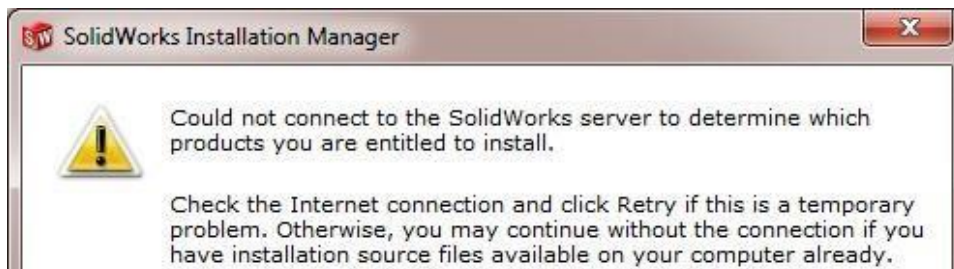 SolidWorks Installation Manager
Could not connect to the SolidWorks server to determine which
products you are entitled to install.
Check the Internet connection and click Retry if this is a temporary
problem. Otherwise, you may continue without the connection if you
have installation source files available on your computer already.